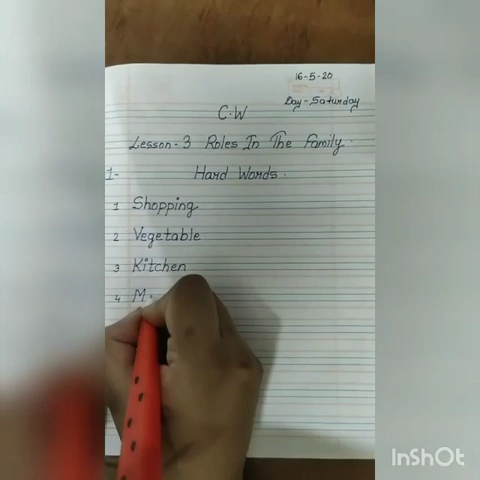 16-5-20
Day - Saturday
C.W
Lesson - 3 Roles In The Family.
1- Hard Words.
1 Shopping
2 Vegetable
3 Kitchen
4 M
InShOt